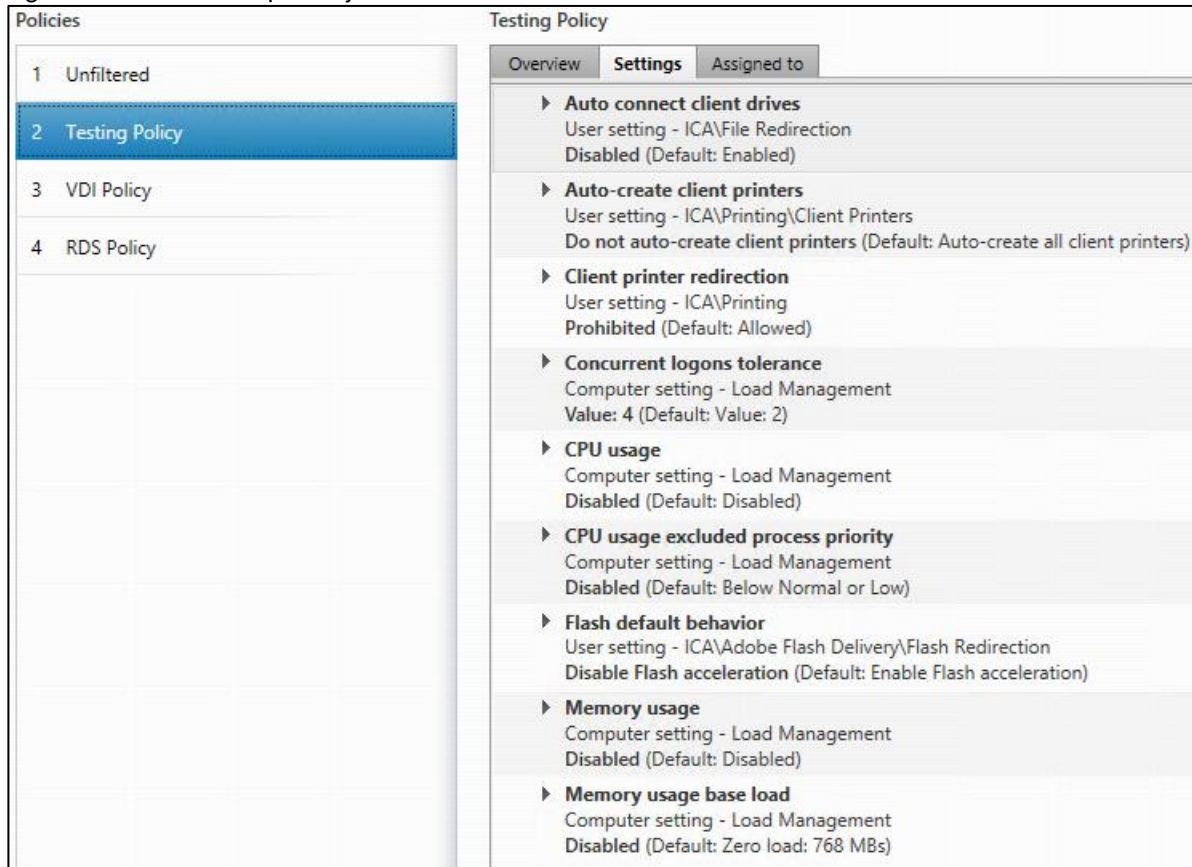 Policies
1 Unfiltered
2 Testing Policy
3 VDI Policy
4 RDS Policy
Testing Policy
Overview Settings Assigned to
Auto connect client drives
User setting - ICA\File Redirection
Disabled (Default: Enabled)
Auto-create client printers
User setting - ICA\Printing\Client Printers
Do not auto-create client printers (Default: Auto-create all client printers)
Client printer redirection
User setting - ICA\Printing
Prohibited (Default: Allowed)
Concurrent logons tolerance
Computer setting - Load Management
Value: 4 (Default: Value: 2)
CPU usage
Computer setting - Load Management
Disabled (Default: Disabled)
CPU usage excluded process priority
Computer setting - Load Management
Disabled (Default: Below Normal or Low)
Flash default behavior
User setting - ICA\Adobe Flash Delivery\Flash Redirection
Disable Flash acceleration (Default: Enable Flash acceleration)
Memory usage
Computer setting - Load Management
Disabled (Default: Disabled)
Memory usage base load
Computer setting - Load Management
Disabled (Default: Zero load: 768 MBs)